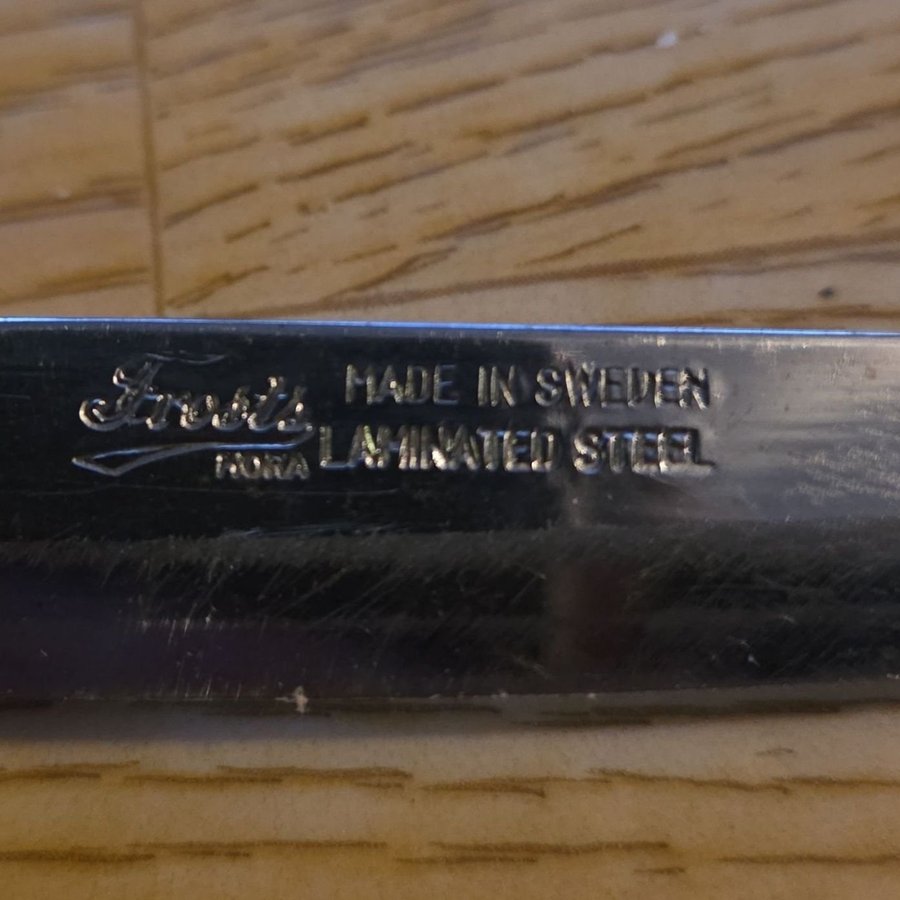 Frosts
MORA
MADE IN SWEDEN
LAMINATED STEEL